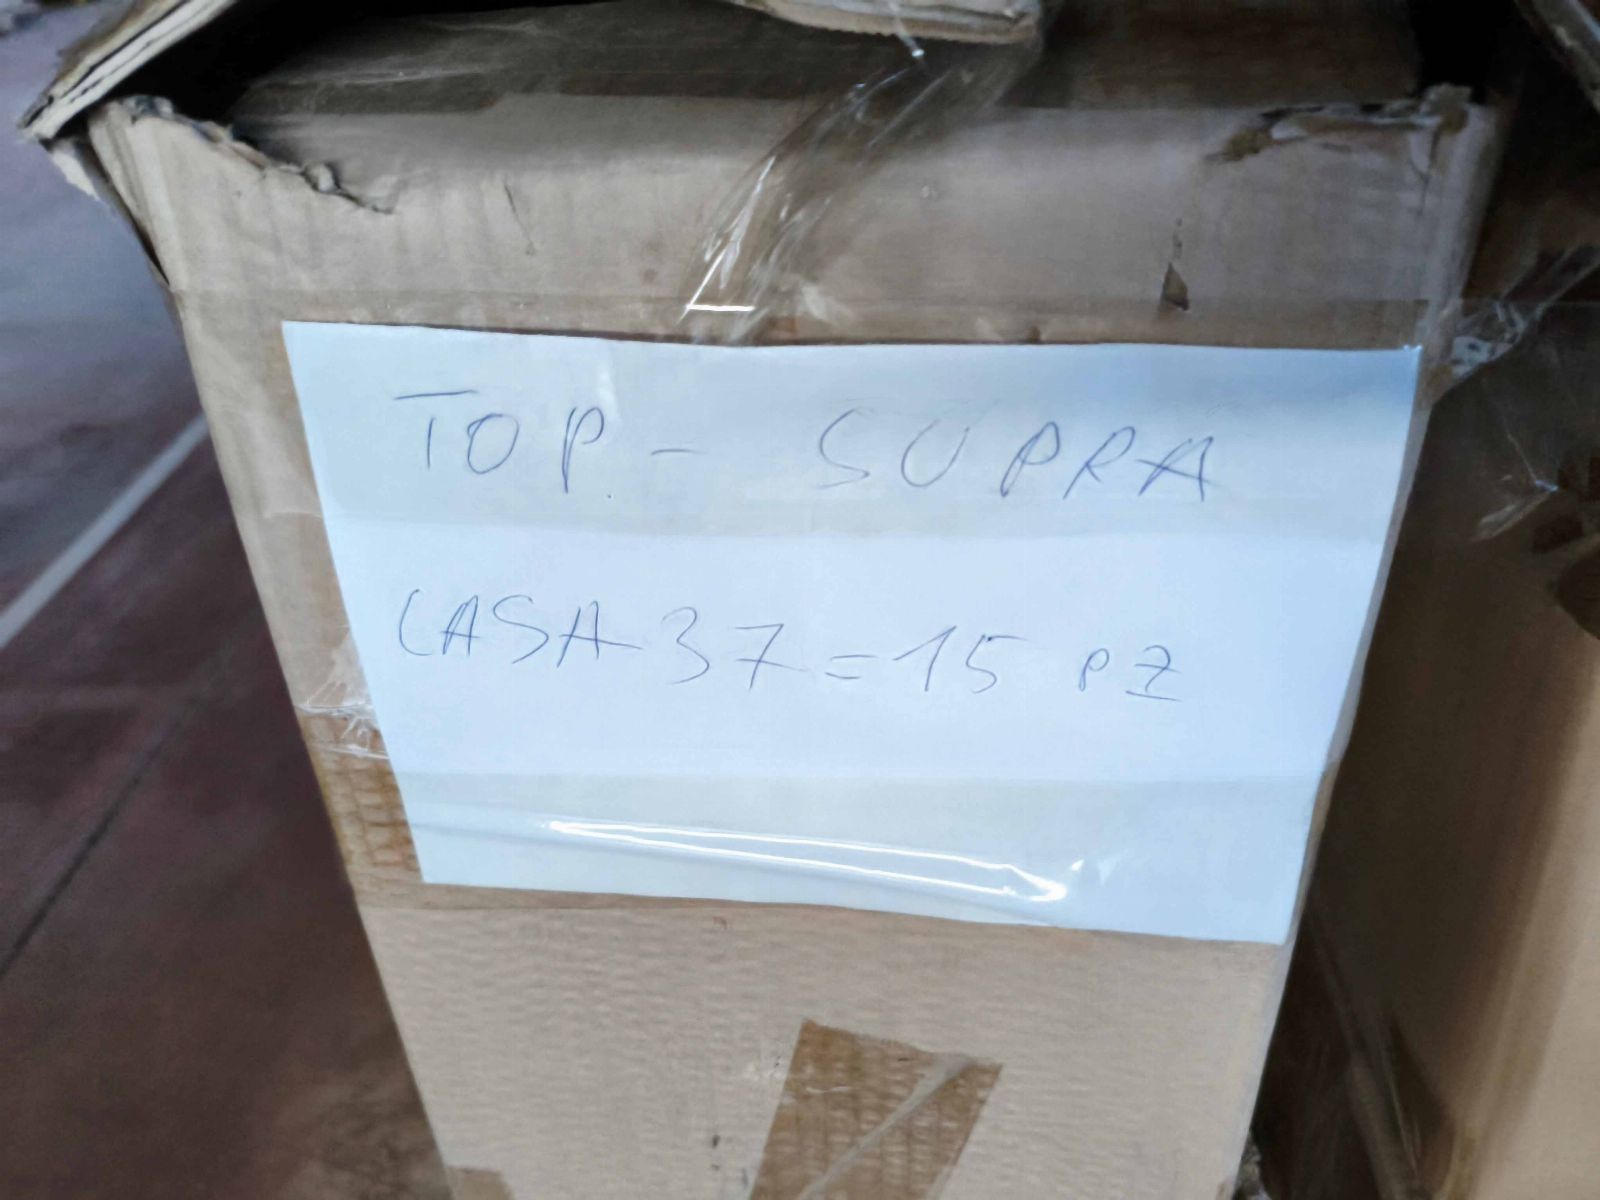 TOP - SUPRA
CASA 37 = 15 PZ